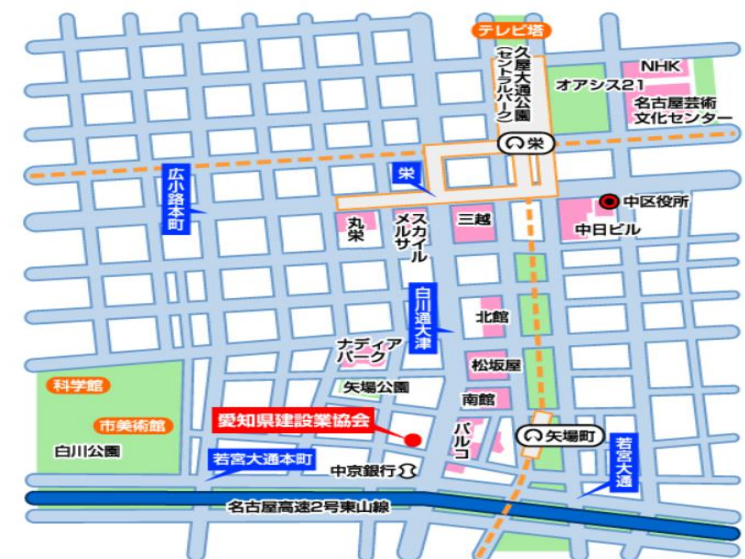 テレビ塔
久屋大通公園
セントラルパーク
NHK
オアシス21
名古屋芸術
文化センター
栄
栄
広小路本町
中区役所
丸栄
スカイル
メルサ
三越
中日ビル
白川通大津
北館
ナディア
パーク
松坂屋
科学館
矢場公園
南館
愛知県建設業協会
市美術館
パルコ
矢場町
白川公園
若宮大通本町
中京銀行
若宮大通
名古屋高速2号東山線